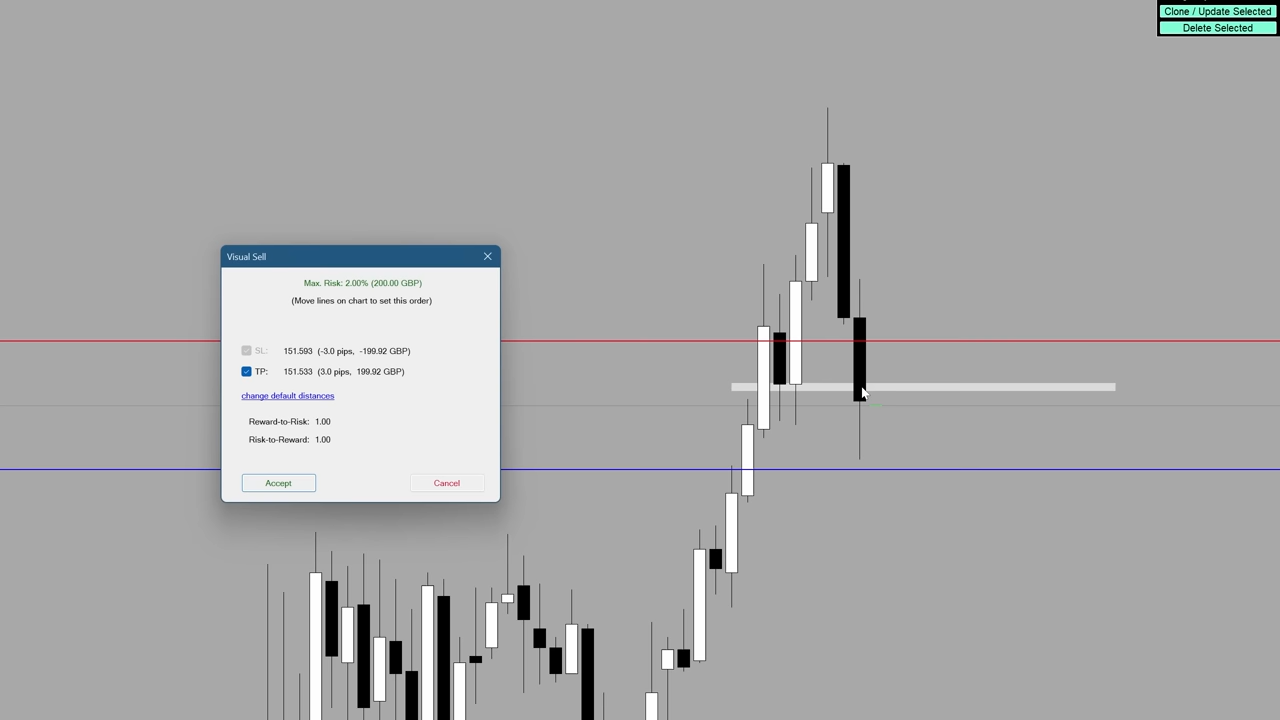 Clone / Update Selected
Delete Selected
Visual Sell
Max. Risk: 2.00% (200.00 GBP)
(Move lines on chart to set this order)
SL: 151.593 (-3.0 pips, -199.92 GBP)
TP: 151.533 (3.0 pips, 199.92 GBP)
change default distances
Reward-to-Risk: 1.00
Risk-to-Reward: 1.00
Accept Cancel